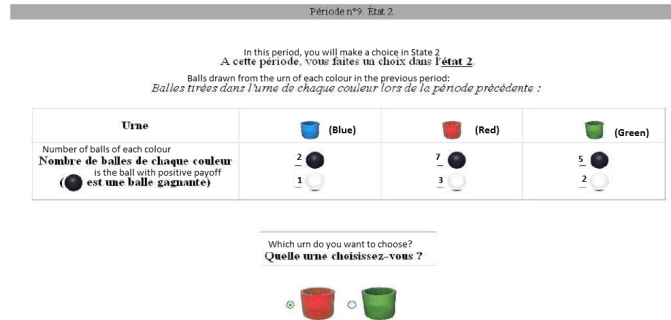 Période n°9. État 2
In this period, you will make a choice in State 2
A cette période, vous faites un choix dans l'état 2.
Balls drawn from the urn of each colour in the previous period:
Balles tirées dans l'urne de chaque couleur lors de la période précédente :
Urne (Blue) (Red) (Green)
Number of balls of each colour
Nombre de balles de chaque couleur 2 7 5
is the ball with positive payoff
( est une balle gagnante) 1 3 2
Which urn do you want to choose?
Quelle urne choisissez-vous ?